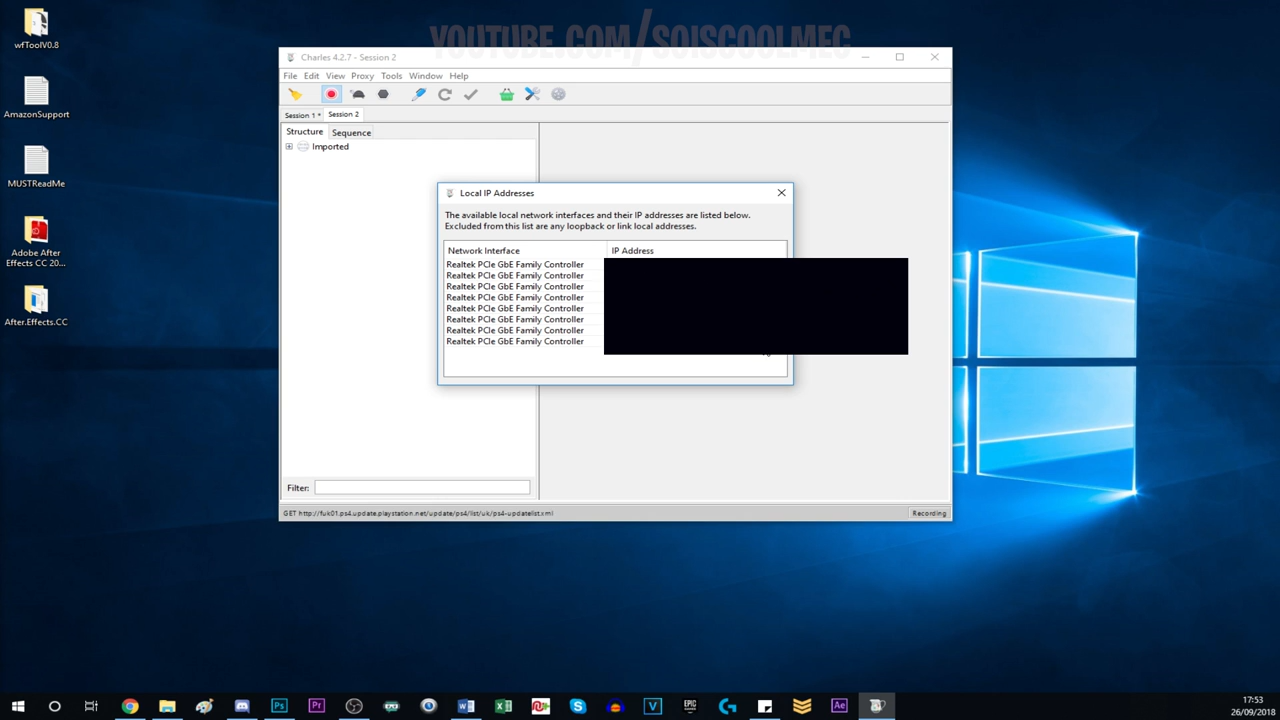 YOUTUBE.COM/SOISCOOLMEC
wfToolV0.8
AmazonSupport
MUSTReadMe
Adobe After
Effects CC 20...
After.Effects.CC
Charles 4.2.7 - Session 2
File Edit View Proxy Tools Window Help
Session 1 * Session 2
Structure Sequence
Imported
Local IP Addresses
The available local network interfaces and their IP addresses are listed below.
Excluded from this list are any loopback or link local addresses.
Network Interface IP Address
Realtek PCIe GbE Family Controller
Realtek PCIe GbE Family Controller
Realtek PCIe GbE Family Controller
Realtek PCIe GbE Family Controller
Realtek PCIe GbE Family Controller
Realtek PCIe GbE Family Controller
Realtek PCIe GbE Family Controller
Realtek PCIe GbE Family Controller
Filter:
GET http://fuk01.ps4.update.playstation.net/update/ps4/list/uk/ps4-updatelist.xml Recording
Ps Pr EPIC GAMES Ae
17:53
26/09/2018